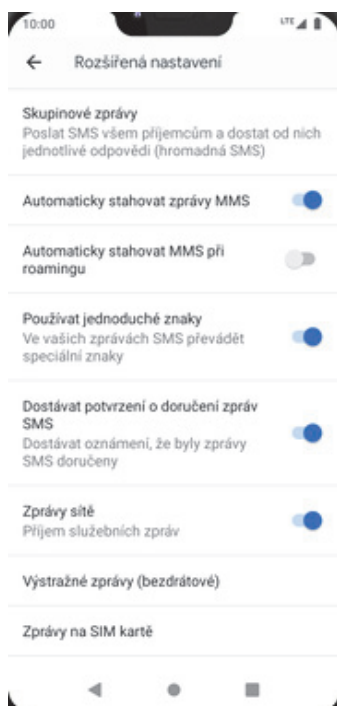 10:00
LTE
Rozšířená nastavení
Skupinové zprávy
Poslat SMS všem příjemcům a dostat od nich
jednotlivé odpovědi (hromadná SMS)
Automaticky stahovat zprávy MMS
Automaticky stahovat MMS při
roamingu
Používat jednoduché znaky
Ve vašich zprávách SMS převádět
speciální znaky
Dostávat potvrzení o doručení zpráv
SMS
Dostávat oznámení, že byly zprávy
SMS doručeny
Zprávy sítě
Příjem služebních zpráv
Výstražné zprávy (bezdrátové)
Zprávy na SIM kartě